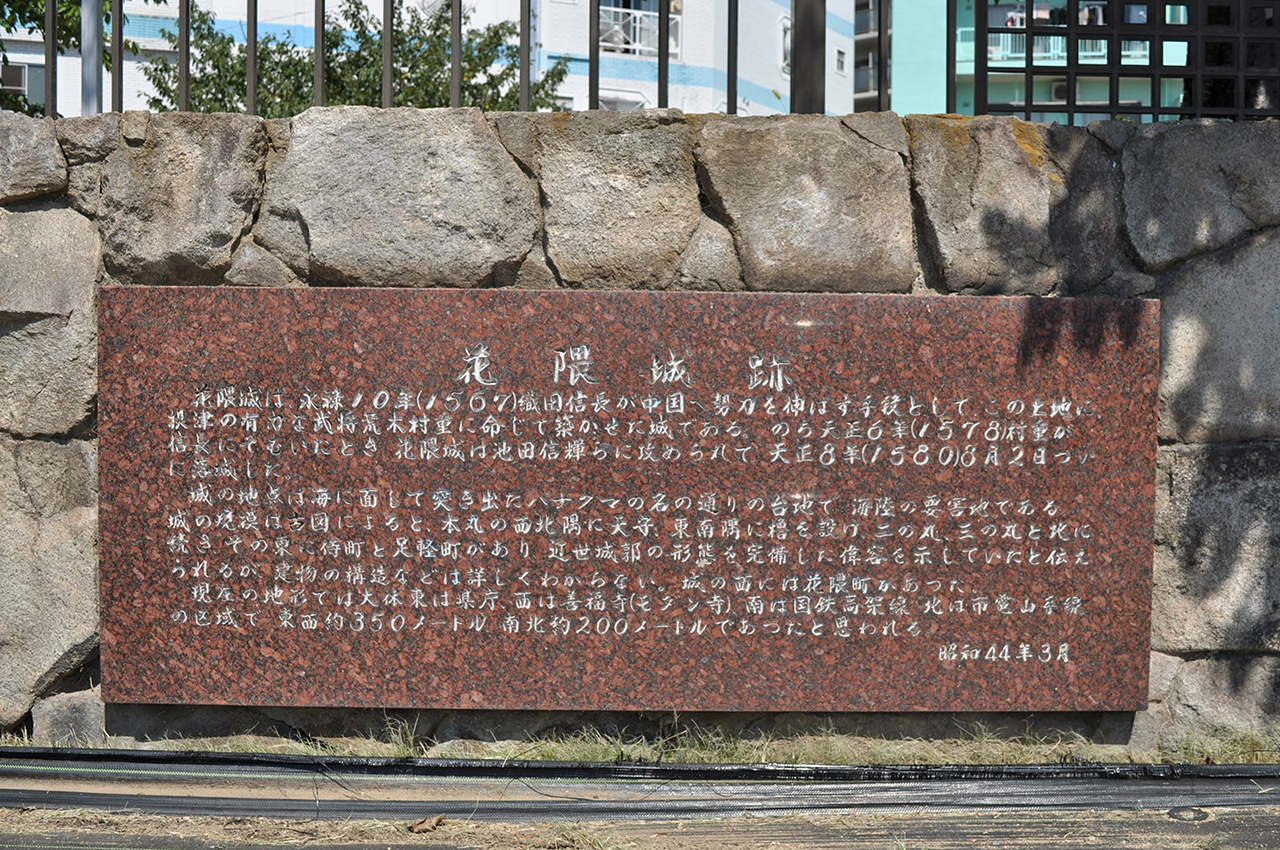 花隈城跡
花隈城は、永禄10年(1567)織田信長が中国へ勢力を伸ばす手段として、この土地に、
摂津の有力な武将荒木村重に命じて築かせた城である。のち天正6年(1578)村重が
信長にそむいたとき、花隈城は池田信輝らに攻められて、天正8年(1580)8月2日つい
に落城した。
城の地点は海に面して突き出たハナクマの名の通りの台地で、海陸の要害地である。
城の規模は古図によると、本丸の西北隅に天守、東南隅に櫓を設け、二の丸、三の丸と北に
続き、その東に侍町と足軽町があり、近世城郭の形態を完備した偉容を示していたと伝え
られるが、建物の構造などは詳しくわからない。城の西には花隈町があつた。
現在の地形では大体東は県庁、西は善福寺(モダン寺)、南は国鉄高架線、北は市電山手線
の区域で、東西約350メートル、南北約200メートルであつたと思われる。
昭和44年3月